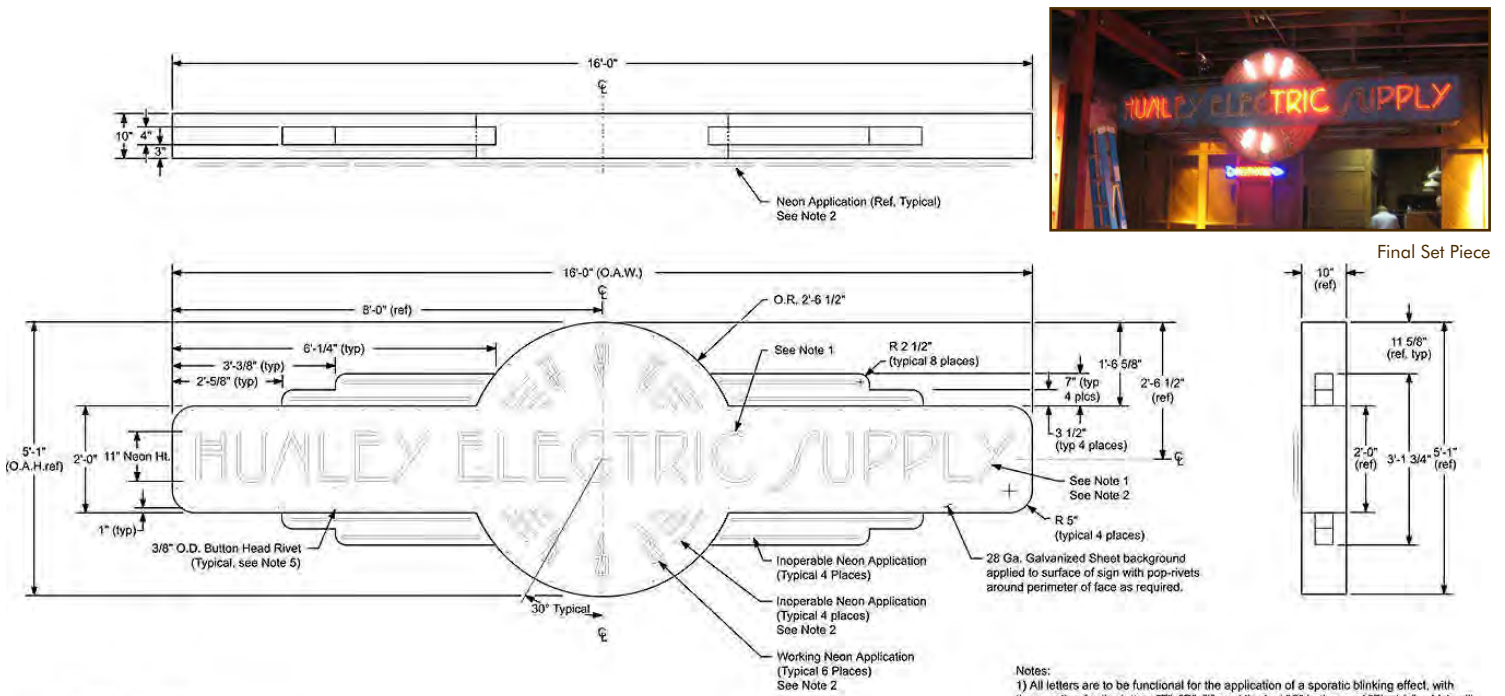 16'-0"
℄
10"
4"
3"
Neon Application (Ref, Typical)
See Note 2
HUNLEY ELECTRIC SUPPLY
Final Set Piece
16'-0" (O.A.W.)
℄
8'-0" (ref)
O.R. 2'-6 1/2"
6'-1/4" (typ)
See Note 1
R 2 1/2"
(typical 8 places)
1'-6 5/8"
3'-3/8" (typ)
2'-5/8" (typ)
7" (typ
4 plcs)
2'-6 1/2"
(ref)
5'-1"
(O.A.H.ref)
2'-0"
11" Neon Ht.
HUNLEY ELECTRIC SUPPLY
3 1/2"
(typ 4 places)
℄
See Note 1
See Note 2
1" (typ)
R 5"
(typical 4 places)
3/8" O.D. Button Head Rivet
(Typical, see Note 5)
Inoperable Neon Application
(Typical 4 Places)
28 Ga. Galvanized Sheet background
applied to surface of sign with pop-rivets
around perimeter of face as required.
30° Typical
℄
Inoperable Neon Application
(Typical 4 places)
See Note 2
Working Neon Application
(Typical 6 Places)
See Note 2
10"
(ref)
11 5/8"
(ref, typ)
2'-0"
(ref)
3'-1 3/4"
5'-1"
(ref)
Notes:
1) All letters are to be functional for the application of a sporatic blinking effect, with